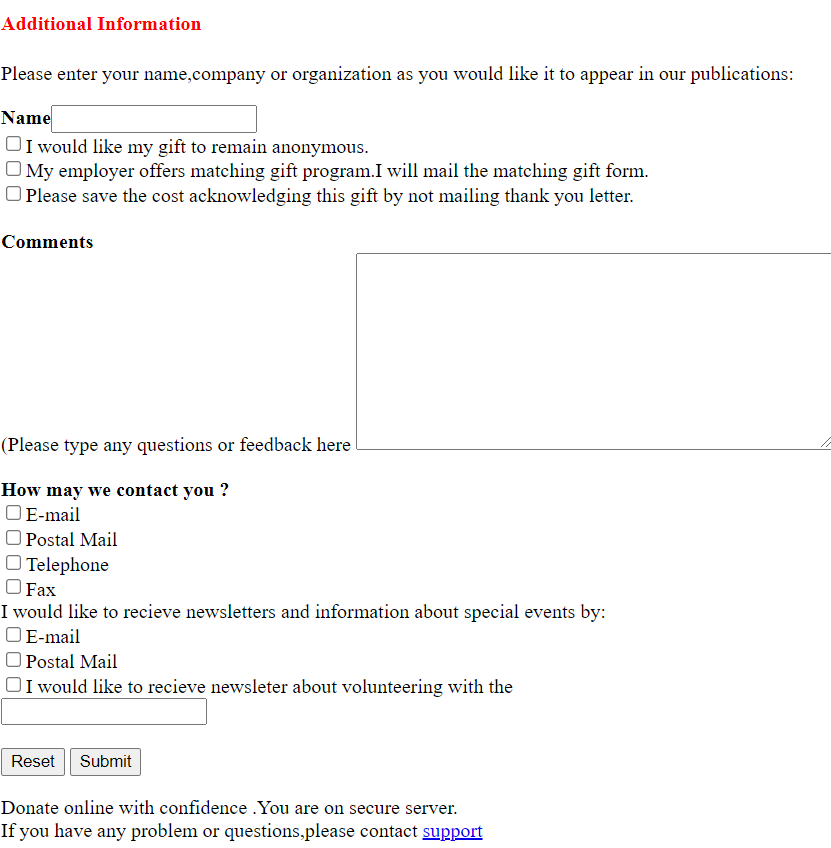 Additional Information
Please enter your name,company or organization as you would like it to appear in our publications:
Name
I would like my gift to remain anonymous.
My employer offers matching gift program.I will mail the matching gift form.
Please save the cost acknowledging this gift by not mailing thank you letter.
Comments
(Please type any questions or feedback here
How may we contact you ?
E-mail
Postal Mail
Telephone
Fax
I would like to recieve newsletters and information about special events by:
E-mail
Postal Mail
I would like to recieve newsleter about volunteering with the
Reset Submit
Donate online with confidence .You are on secure server.
If you have any problem or questions,please contact support